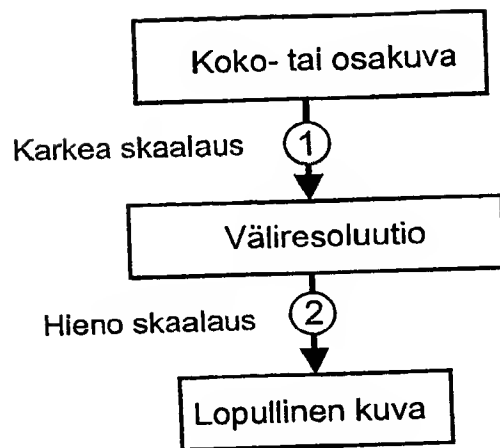 Koko- tai osakuva
Karkea skaalaus
1
Väliresoluutio
Hieno skaalaus
2
Lopullinen kuva